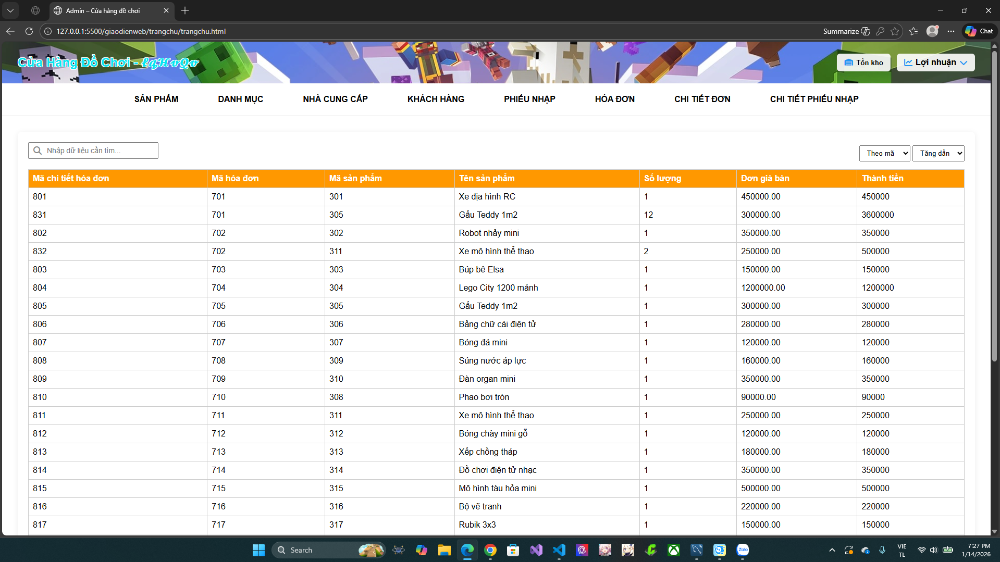 Admin – Cửa hàng đồ chơi
127.0.0.1:5500/giaodienweb/trangchu/trangchu.html
Summarize
Chat
Cửa Hàng Đồ Chơi - 𝓵𝓺𝓗𝓸𝓠𝓸
Tồn kho
Lợi nhuận
SẢN PHẨM DANH MỤC NHÀ CUNG CẤP KHÁCH HÀNG PHIẾU NHẬP HÓA ĐƠN CHI TIẾT ĐƠN CHI TIẾT PHIẾU NHẬP
Nhập dữ liệu cần tìm...
Theo mã Tăng dần
Mã chi tiết hóa đơn Mã hóa đơn Mã sản phẩm Tên sản phẩm Số lượng Đơn giá bán Thành tiền
801 701 301 Xe địa hình RC 1 450000.00 450000
831 701 305 Gấu Teddy 1m2 12 300000.00 3600000
802 702 302 Robot nhảy mini 1 350000.00 350000
832 702 311 Xe mô hình thể thao 2 250000.00 500000
803 703 303 Búp bê Elsa 1 150000.00 150000
804 704 304 Lego City 1200 mảnh 1 1200000.00 1200000
805 705 305 Gấu Teddy 1m2 1 300000.00 300000
806 706 306 Bảng chữ cái điện tử 1 280000.00 280000
807 707 307 Bóng đá mini 1 120000.00 120000
808 708 309 Súng nước áp lực 1 160000.00 160000
809 709 310 Đàn organ mini 1 350000.00 350000
810 710 308 Phao bơi tròn 1 90000.00 90000
811 711 311 Xe mô hình thể thao 1 250000.00 250000
812 712 312 Bóng chày mini gỗ 1 120000.00 120000
813 713 313 Xếp chồng tháp 1 180000.00 180000
814 714 314 Đồ chơi điện tử nhạc 1 350000.00 350000
815 715 315 Mô hình tàu hỏa mini 1 500000.00 500000
816 716 316 Bộ vẽ tranh 1 220000.00 220000
817 717 317 Rubik 3x3 1 150000.00 150000
Search
Zalo
VIE
TL
7:27 PM
1/14/2026